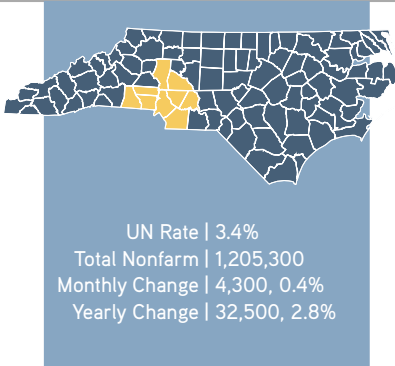 UN Rate | 3.4%
Total Nonfarm | 1,205,300
Monthly Change | 4,300, 0.4%
Yearly Change | 32,500, 2.8%